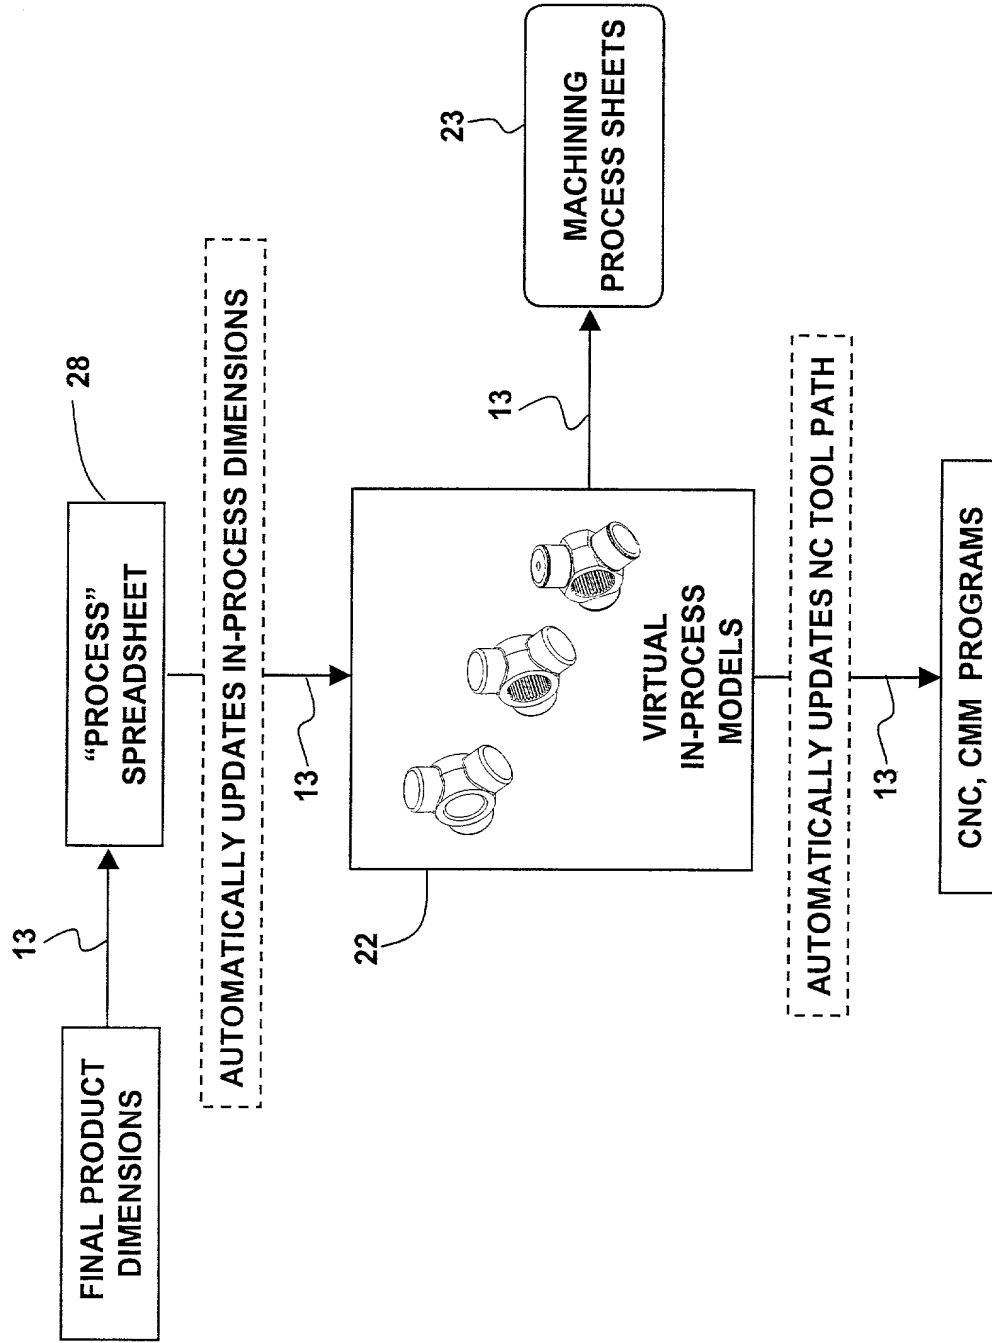 FINAL PRODUCT
DIMENSIONS
13
"PROCESS"
SPREADSHEET
28
AUTOMATICALLY UPDATES IN-PROCESS DIMENSIONS
13
22
VIRTUAL
IN-PROCESS
MODELS
13
23
MACHINING
PROCESS SHEETS
AUTOMATICALLY UPDATES NC TOOL PATH
13
CNC, CMM PROGRAMS